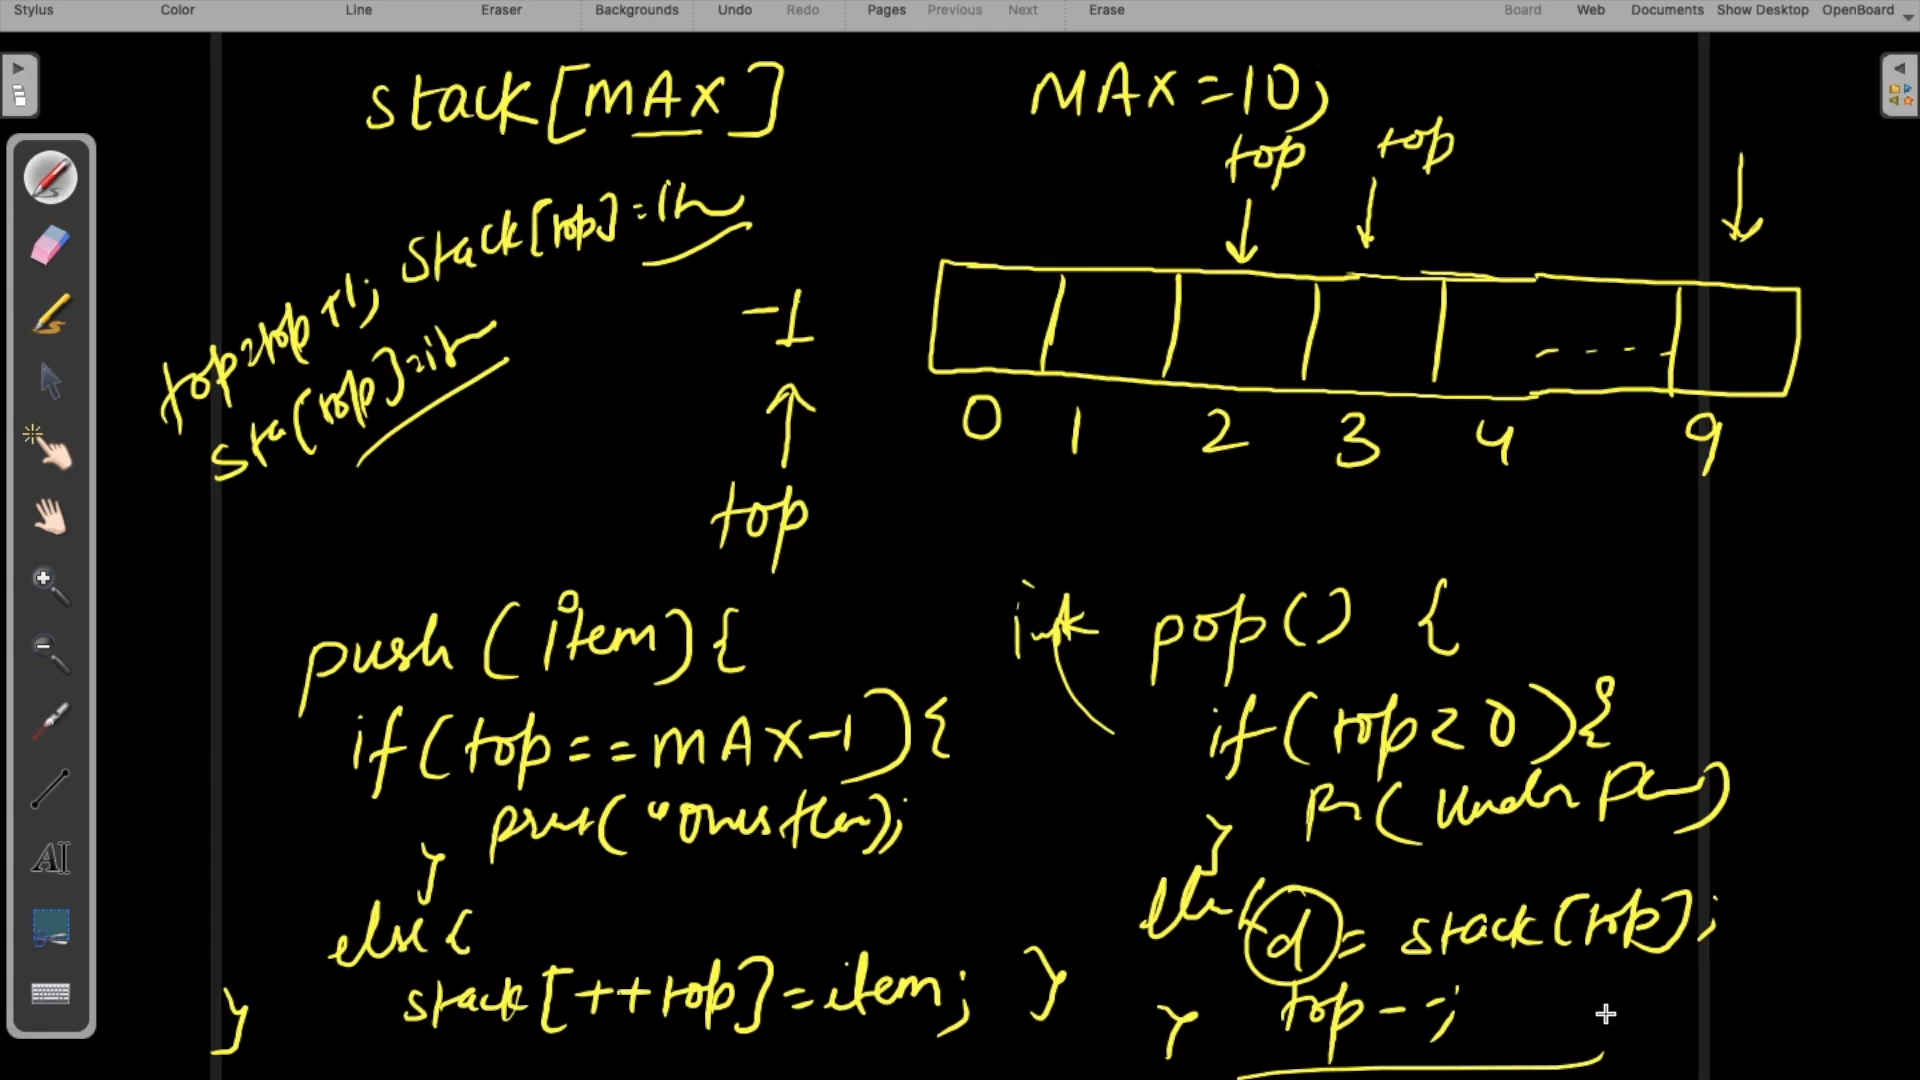 Stylus Color Line Eraser Backgrounds Undo Redo Pages Previous Next Erase Board Web Documents Show Desktop OpenBoard
stack[MAX]
MAX=10;
top top
stack[top]=
top=top+1;
-1
0 1 2 3 4 9
top
push(item){
if(top==MAX-1){
}
else{
stack[++top]=item; }
}
int pop() {
if(top<0){
}
d = stack[top];
top--;
}
AI